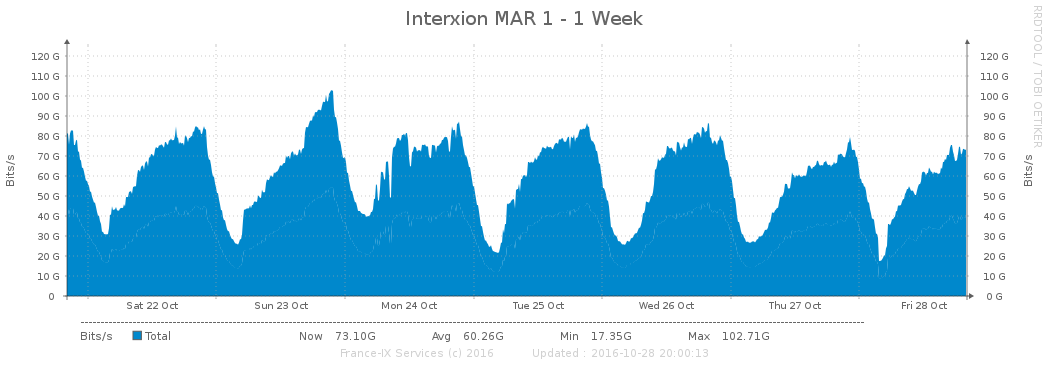 Interxion MAR 1 - 1 Week
RRDTOOL / TOBI OETIKER
Bits/s
120 G
110 G
100 G
90 G
80 G
70 G
60 G
50 G
40 G
30 G
20 G
10 G
0
120 G
110 G
100 G
90 G
80 G
70 G
60 G
50 G
40 G
30 G
20 G
10 G
0 G
Bits/s
Sat 22 Oct Sun 23 Oct Mon 24 Oct Tue 25 Oct Wed 26 Oct Thu 27 Oct Fri 28 Oct
Bits/s Total Now 73.10G Avg 60.26G Min 17.35G Max 102.71G
France-IX Services (c) 2016 Updated : 2016-10-28 20:00:13